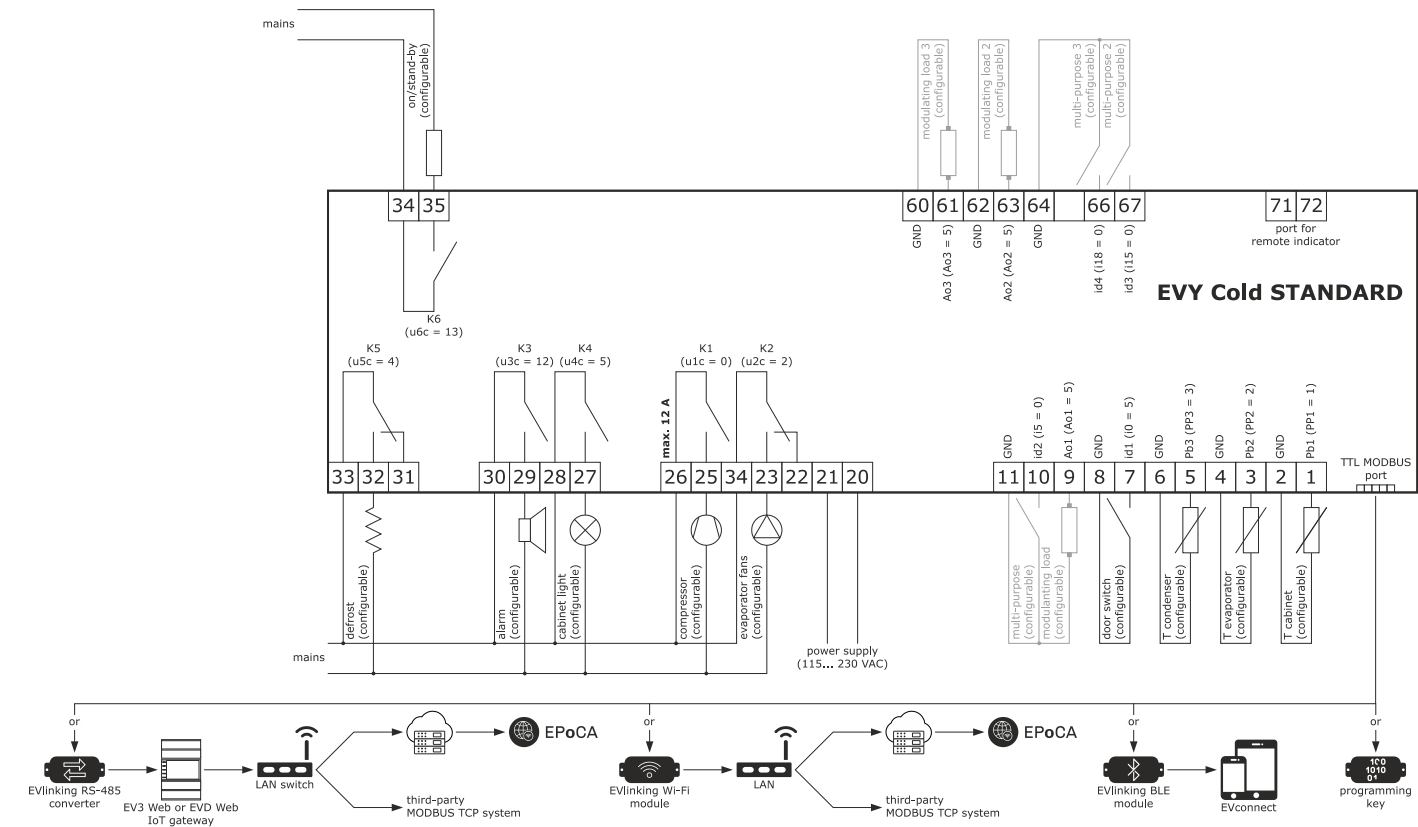 mains
on/stand-by
(configurable)
modulating load 3
(configurable)
modulating load 2
(configurable)
multi-purpose 3
(configurable)
multi-purpose 2
(configurable)
34 35
60 61 62 63 64 66 67
71 72
GND
Ao3 (Ao3 = 5)
GND
Ao2 (Ao2 = 5)
GND
id4 (i18 = 0)
id3 (i15 = 0)
port for
remote indicator
EVY Cold STANDARD
K6
(u6c = 13)
K5
(u5c = 4)
K3
(u3c = 12)
K4
(u4c = 5)
K1
(u1c = 0)
K2
(u2c = 2)
max. 12 A
GND
id2 (i5 = 0)
Ao1 (Ao1 = 5)
GND
id1 (i0 = 5)
GND
Pb3 (PP3 = 3)
GND
Pb2 (PP2 = 2)
GND
Pb1 (PP1 = 1)
TTL MODBUS
port
33 32 31
30 29 28 27
26 25 34 23 22 21 20
11 10 9 8 7 6 5 4 3 2 1
defrost
(configurable)
alarm
(configurable)
cabinet light
(configurable)
compressor
(configurable)
evaporator fans
(configurable)
multi-purpose
(configurable)
modulanting load
(configurable)
door switch
(configurable)
T condenser
(configurable)
T evaporator
(configurable)
T cabinet
(configurable)
mains
power supply
(115... 230 VAC)
or
or
or
or
EPoCA
EPoCA
100
1010
01
EVlinking RS-485
converter
EV3 Web or EVD Web
IoT gateway
LAN switch
third-party
MODBUS TCP system
EVlinking Wi-Fi
module
LAN
third-party
MODBUS TCP system
EVlinking BLE
module
EVconnect
programming
key